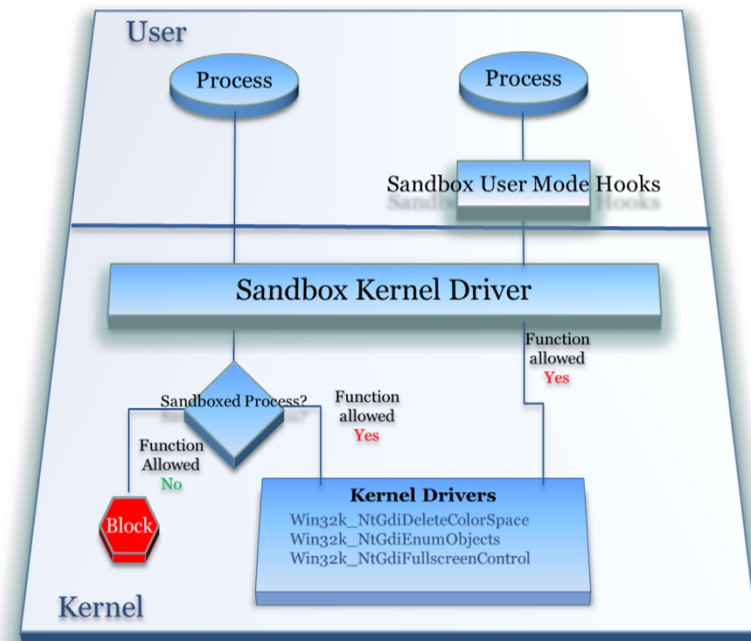 User
Process
Process
Sandbox User Mode Hooks
Sandbox Kernel Driver
Function
allowed
Yes
Sandboxed Process?
Function
allowed
Yes
Function
Allowed
No
Block
Kernel Drivers
Win32k_NtGdiDeleteColorSpace
Win32k_NtGdiEnumObjects
Win32k_NtGdiFullscreenControl
Kernel